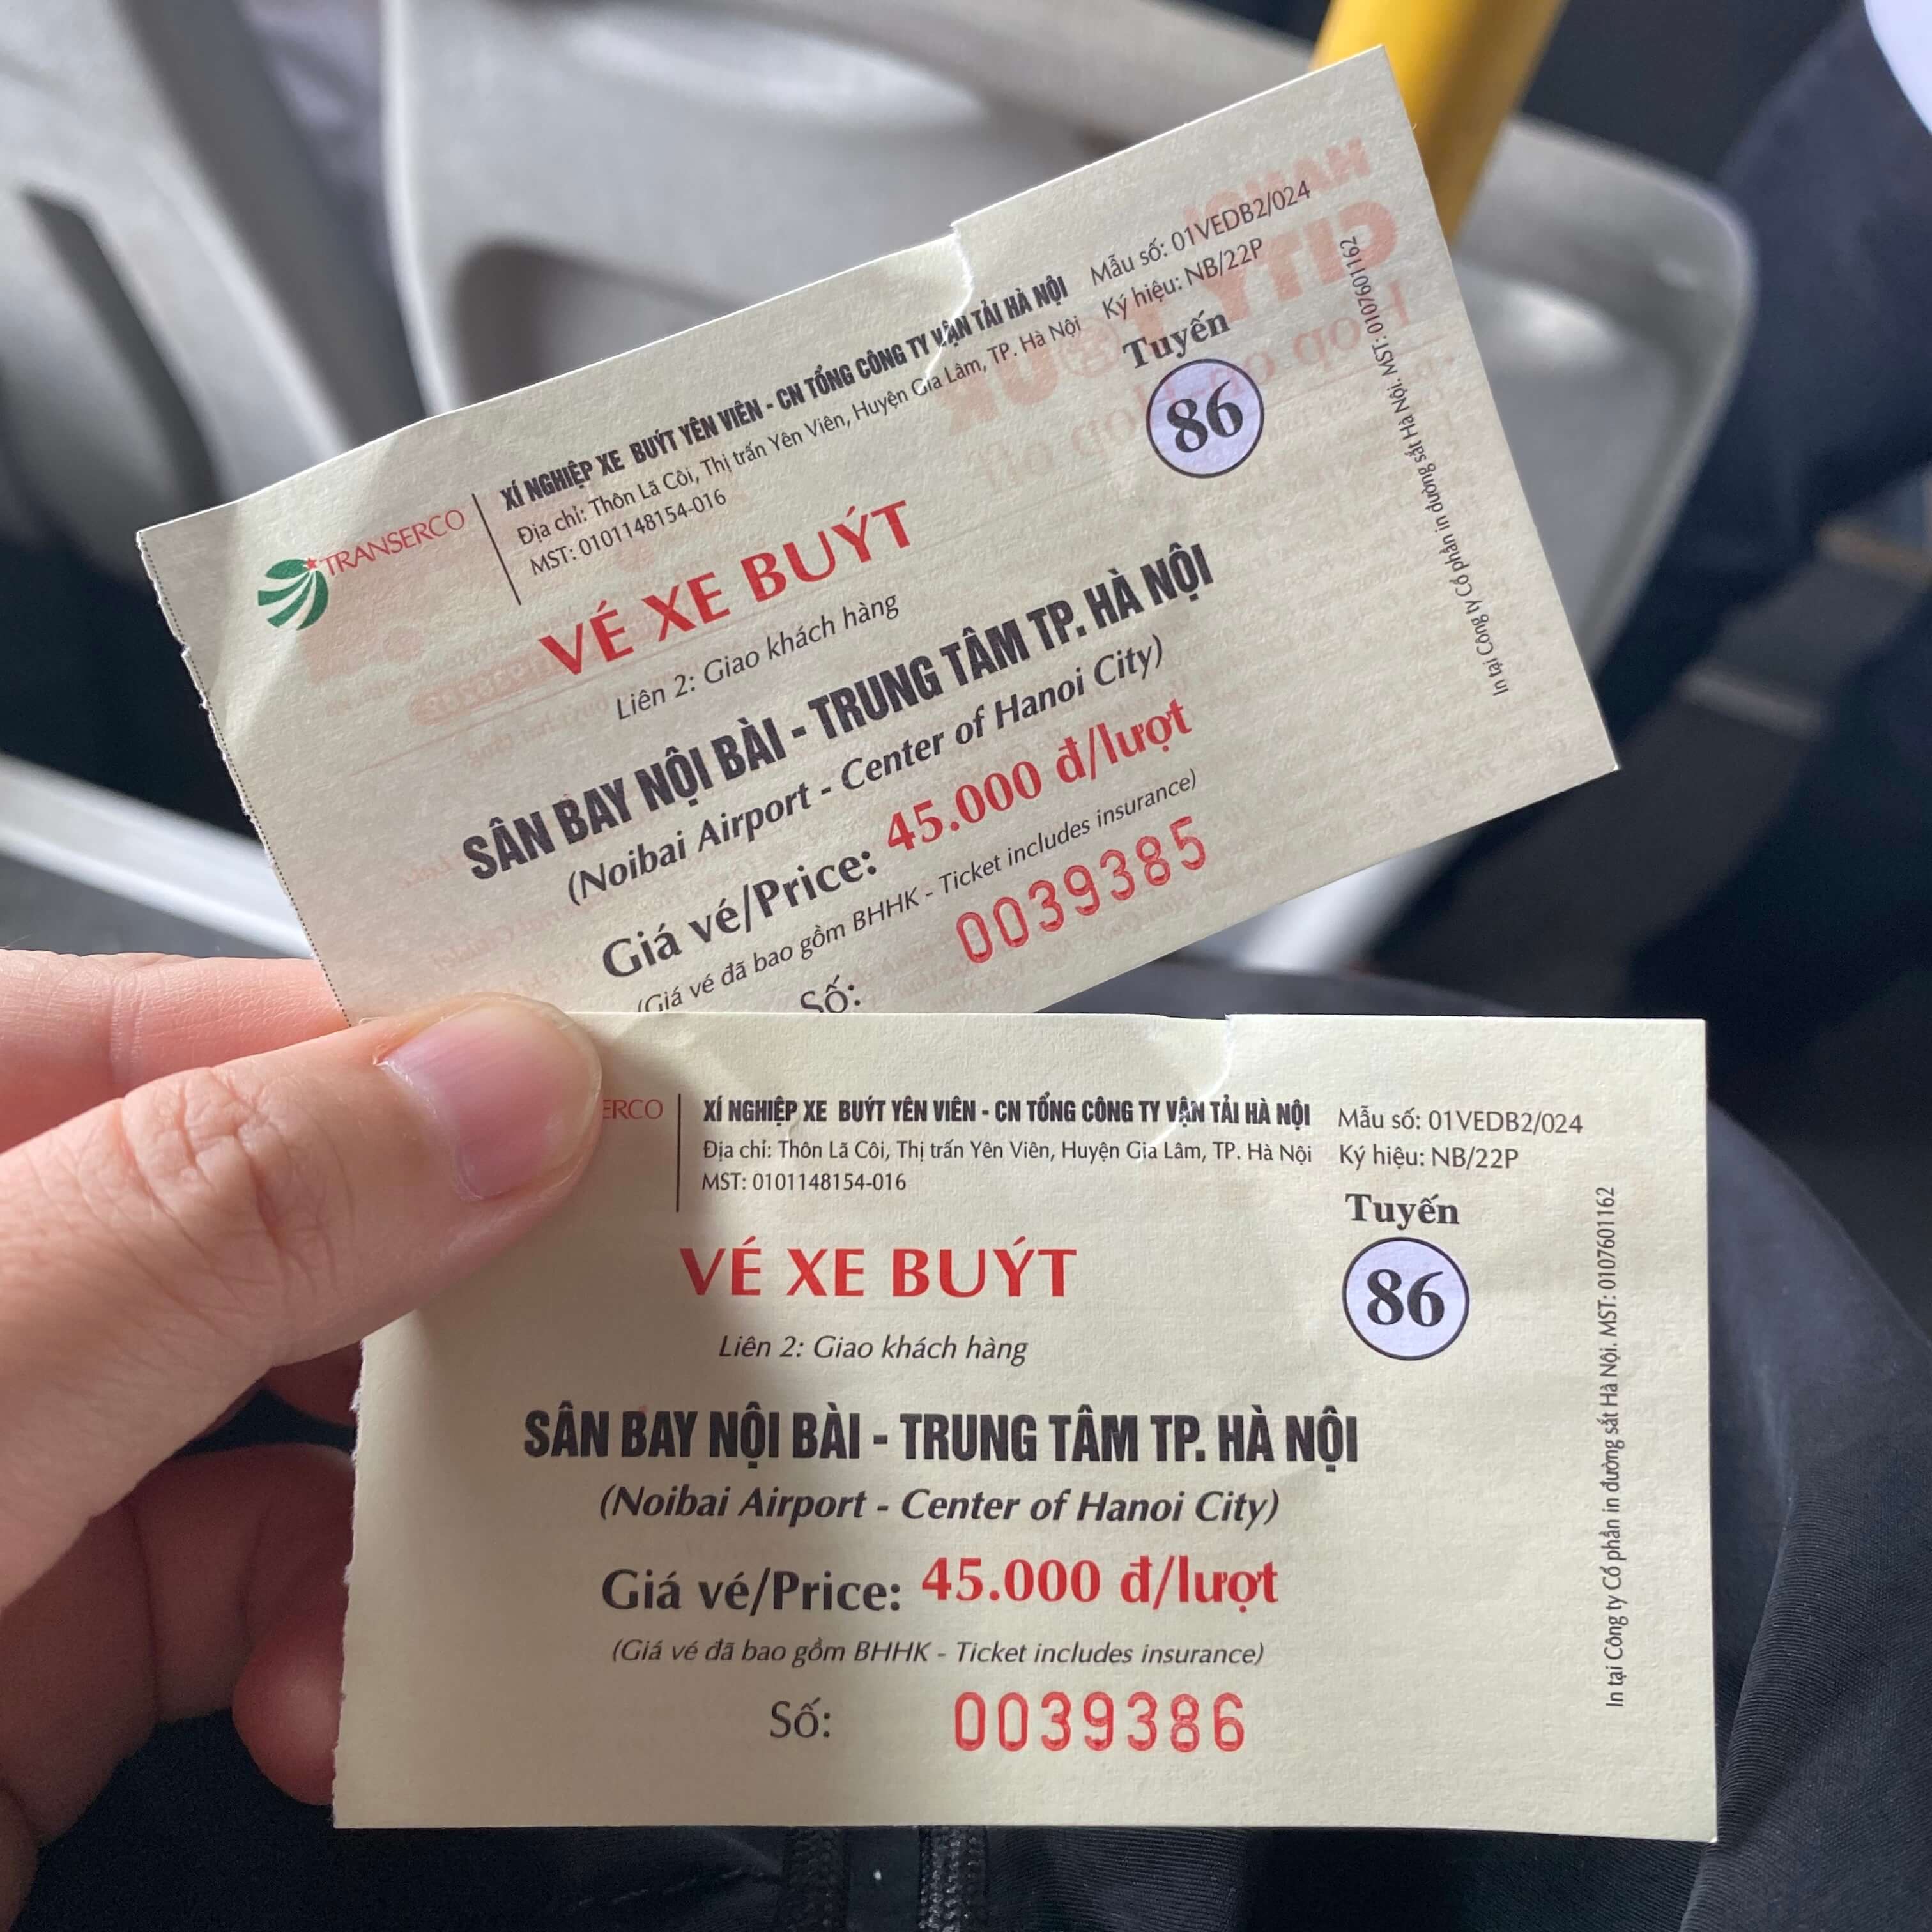 TRANSERCO
XÍ NGHIỆP XE BUÝT YÊN VIÊN - CN TỔNG CÔNG TY VẬN TẢI HÀ NỘI
Địa chỉ: Thôn Lã Côi, Thị trấn Yên Viên, Huyện Gia Lâm, TP. Hà Nội
MST: 0101148154-016
Mẫu số: 01VEDB2/024
Ký hiệu: NB/22P
Tuyến
86
VÉ XE BUÝT
Liên 2: Giao khách hàng
SÂN BAY NỘI BÀI - TRUNG TÂM TP. HÀ NỘI
(Noibai Airport - Center of Hanoi City)
Giá vé/Price: 45.000 đ/lượt
(Giá vé đã bao gồm BHHK - Ticket includes insurance)
Số: 0039385
In tại Công ty Cổ phần in đường sắt Hà Nội. MST: 0107601162
ERCO
XÍ NGHIỆP XE BUÝT YÊN VIÊN - CN TỔNG CÔNG TY VẬN TẢI HÀ NỘI
Địa chỉ: Thôn Lã Côi, Thị trấn Yên Viên, Huyện Gia Lâm, TP. Hà Nội
MST: 0101148154-016
Mẫu số: 01VEDB2/024
Ký hiệu: NB/22P
Tuyến
86
VÉ XE BUÝT
Liên 2: Giao khách hàng
SÂN BAY NỘI BÀI - TRUNG TÂM TP. HÀ NỘI
(Noibai Airport - Center of Hanoi City)
Giá vé/Price: 45.000 đ/lượt
(Giá vé đã bao gồm BHHK - Ticket includes insurance)
Số: 0039386
In tại Công ty Cổ phần in đường sắt Hà Nội. MST: 0107601162